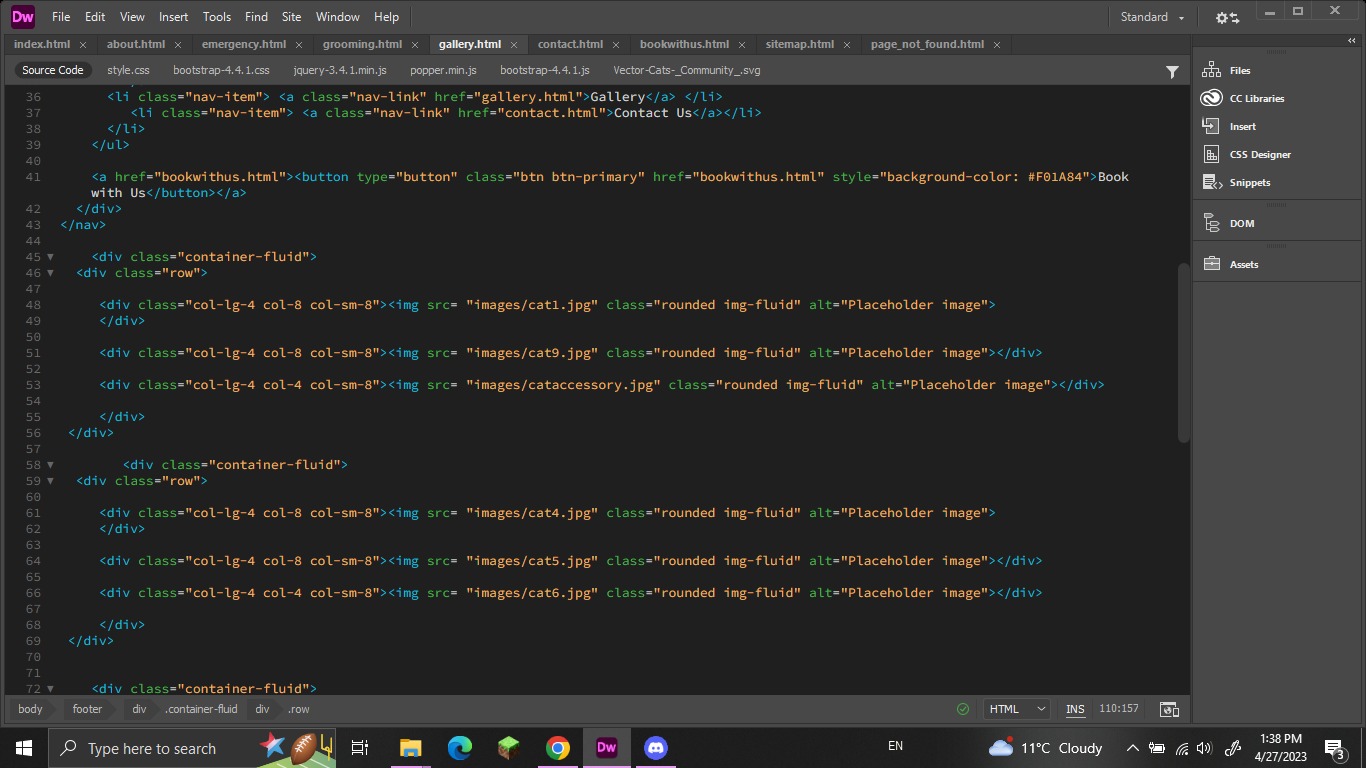 Dw File Edit View Insert Tools Find Site Window Help Standard
index.html about.html emergency.html grooming.html gallery.html contact.html bookwithus.html sitemap.html page_not_found.html
Source Code style.css bootstrap-4.4.1.css jquery-3.4.1.min.js popper.min.js bootstrap-4.4.1.js Vector-Cats-_Community_.svg
36 <li class="nav-item"> <a class="nav-link" href="gallery.html">Gallery</a> </li>
37 <li class="nav-item"> <a class="nav-link" href="contact.html">Contact Us</a></li>
38 </li>
39 </ul>
40
41 <a href="bookwithus.html"><button type="button" class="btn btn-primary" href="bookwithus.html" style="background-color: #F01A84">Book
with Us</button></a>
42 </div>
43 </nav>
44
45 <div class="container-fluid">
46 <div class="row">
47
48 <div class="col-lg-4 col-8 col-sm-8"><img src= "images/cat1.jpg" class="rounded img-fluid" alt="Placeholder image">
49 </div>
50
51 <div class="col-lg-4 col-8 col-sm-8"><img src= "images/cat9.jpg" class="rounded img-fluid" alt="Placeholder image"></div>
52
53 <div class="col-lg-4 col-4 col-sm-8"><img src= "images/cataccessory.jpg" class="rounded img-fluid" alt="Placeholder image"></div>
54
55 </div>
56 </div>
57
58 <div class="container-fluid">
59 <div class="row">
60
61 <div class="col-lg-4 col-8 col-sm-8"><img src= "images/cat4.jpg" class="rounded img-fluid" alt="Placeholder image">
62 </div>
63
64 <div class="col-lg-4 col-8 col-sm-8"><img src= "images/cat5.jpg" class="rounded img-fluid" alt="Placeholder image"></div>
65
66 <div class="col-lg-4 col-4 col-sm-8"><img src= "images/cat6.jpg" class="rounded img-fluid" alt="Placeholder image"></div>
67
68 </div>
69 </div>
70
71
72 <div class="container-fluid">
Files
CC Libraries
Insert
CSS Designer
Snippets
DOM
Assets
body footer div .container-fluid div .row HTML INS 110:157
Type here to search Dw EN 11°C Cloudy 1:38 PM
4/27/2023 3